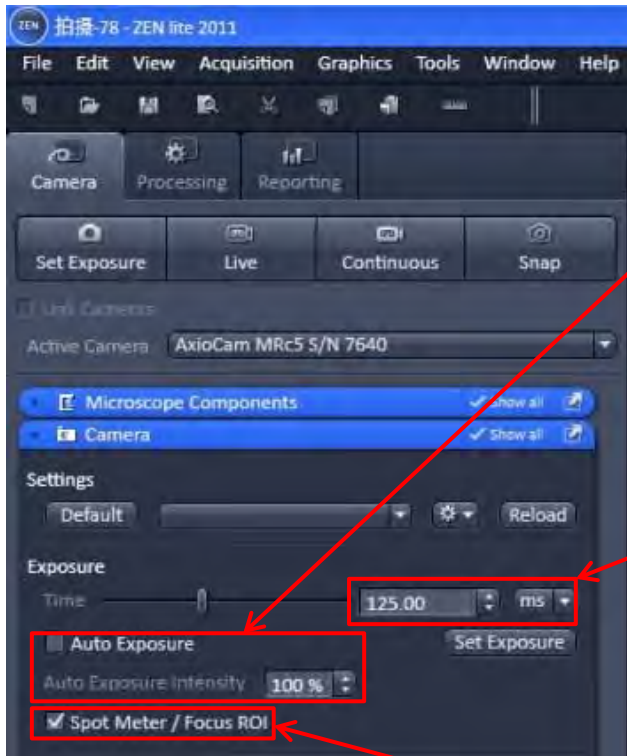 ZEN 拍摄-78 - ZEN lite 2011
File Edit View Acquisition Graphics Tools Window Help
Camera Processing Reporting
Set Exposure Live Continuous Snap
Link Cameras
Active Camera AxioCam MRc5 S/N 7640
Microscope Components Show all
Camera Show all
Settings
Default Reload
Exposure
Time 125.00 ms
Auto Exposure Set Exposure
Auto Exposure Intensity 100 %
Spot Meter / Focus ROI